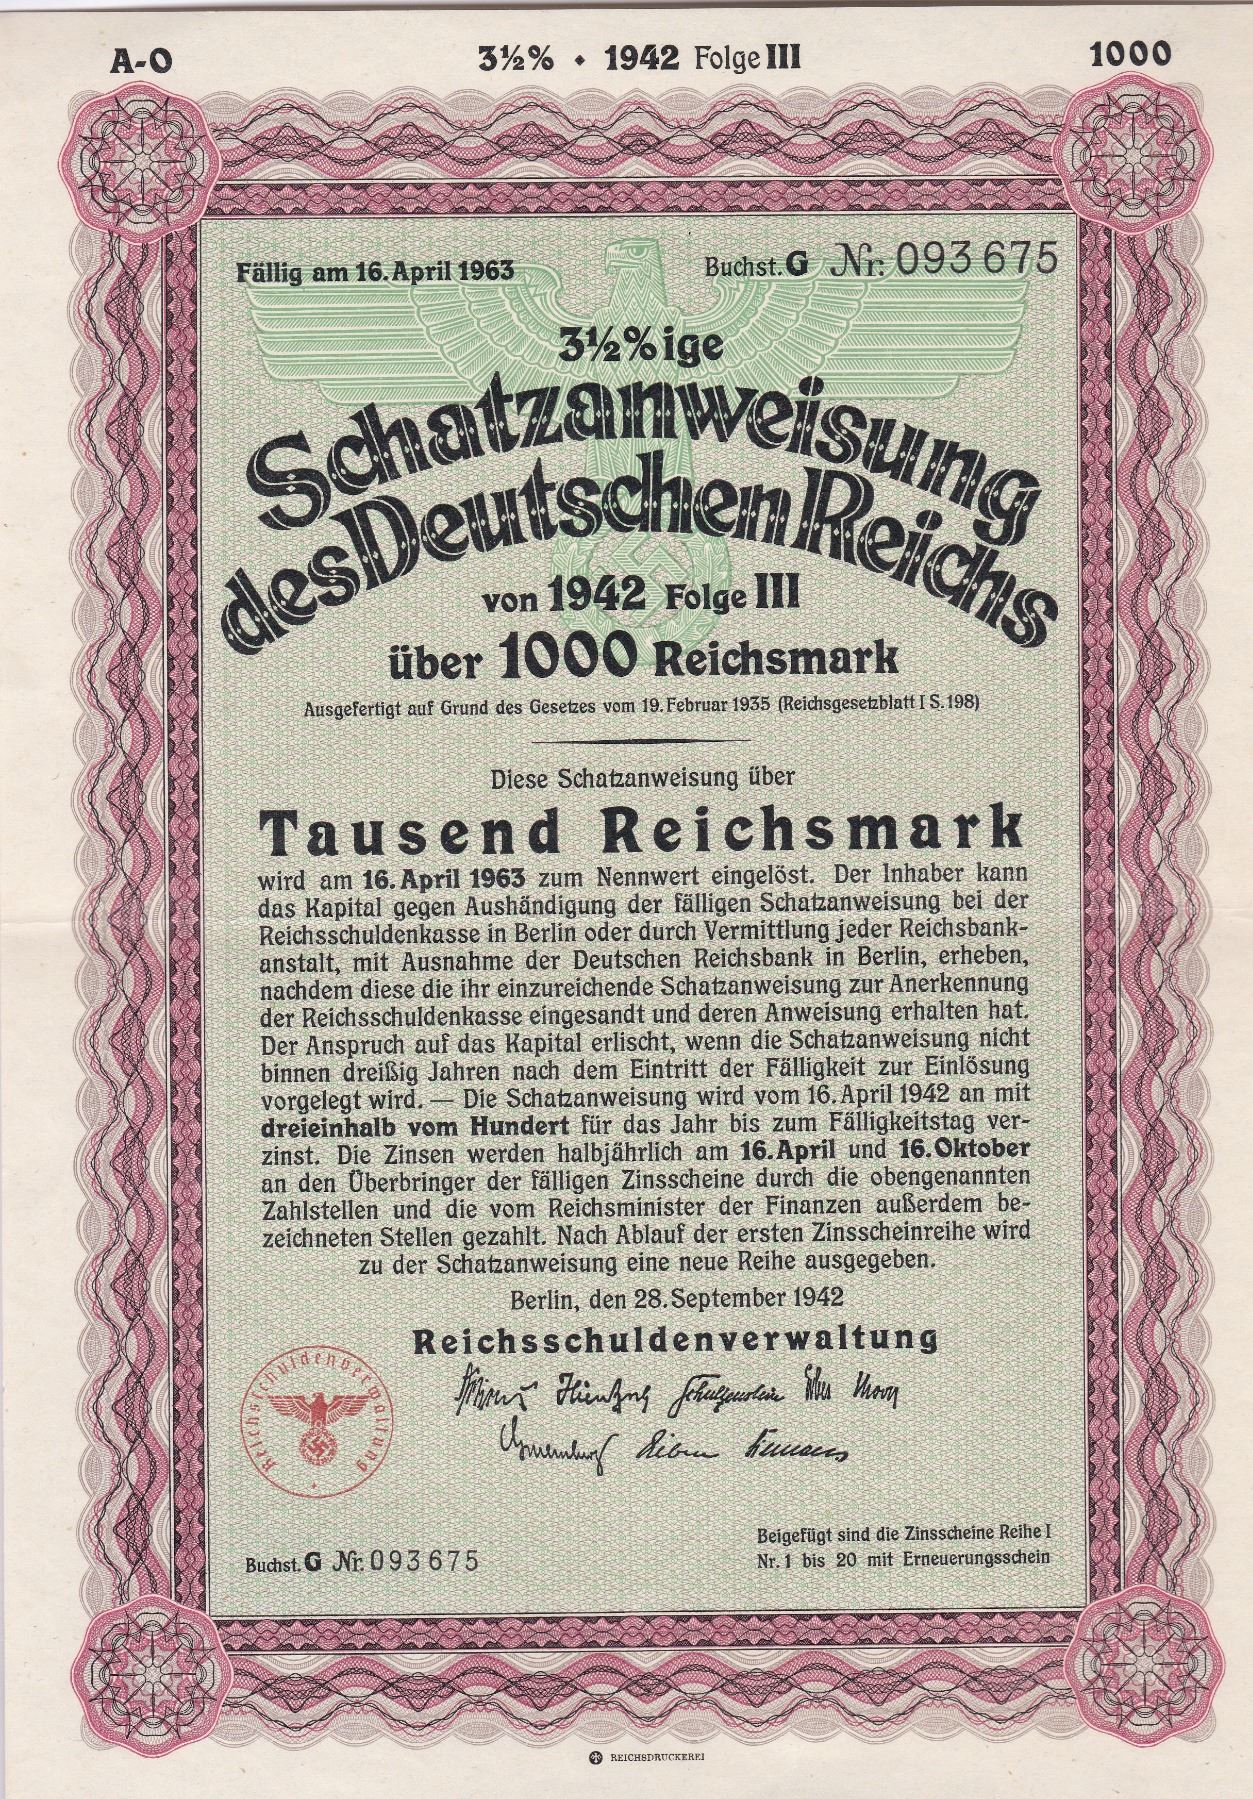 A-O 3½% ⬥ 1942 Folge III 1000
Fällig am 16. April 1963 Buchst. G Nr. 093675
3½%ige
Schatzanweisung
des Deutschen Reichs
von 1942 Folge III
über 1000 Reichsmark
Ausgefertigt auf Grund des Gesetzes vom 19. Februar 1935 (Reichsgesetzblatt I S. 198)
Diese Schatzanweisung über
Tausend Reichsmark
wird am 16. April 1963 zum Nennwert eingelöst. Der Inhaber kann
das Kapital gegen Aushändigung der fälligen Schatzanweisung bei der
Reichsschuldenkasse in Berlin oder durch Vermittlung jeder Reichsbank-
anstalt, mit Ausnahme der Deutschen Reichsbank in Berlin, erheben,
nachdem diese die ihr einzureichende Schatzanweisung zur Anerkennung
der Reichsschuldenkasse eingesandt und deren Anweisung erhalten hat.
Der Anspruch auf das Kapital erlischt, wenn die Schatzanweisung nicht
binnen dreißig Jahren nach dem Eintritt der Fälligkeit zur Einlösung
vorgelegt wird. — Die Schatzanweisung wird vom 16. April 1942 an mit
dreieinhalb vom Hundert für das Jahr bis zum Fälligkeitstag ver-
zinst. Die Zinsen werden halbjährlich am 16. April und 16. Oktober
an den Überbringer der fälligen Zinsscheine durch die obengenannten
Zahlstellen und die vom Reichsminister der Finanzen außerdem be-
zeichneten Stellen gezahlt. Nach Ablauf der ersten Zinsscheinreihe wird
zu der Schatzanweisung eine neue Reihe ausgegeben.
Berlin, den 28. September 1942
Reichsschuldenverwaltung
Reichsschuldenverwaltung
Beigefügt sind die Zinsscheine Reihe I
Nr. 1 bis 20 mit Erneuerungsschein
Buchst. G Nr. 093675
REICHSDRUCKEREI